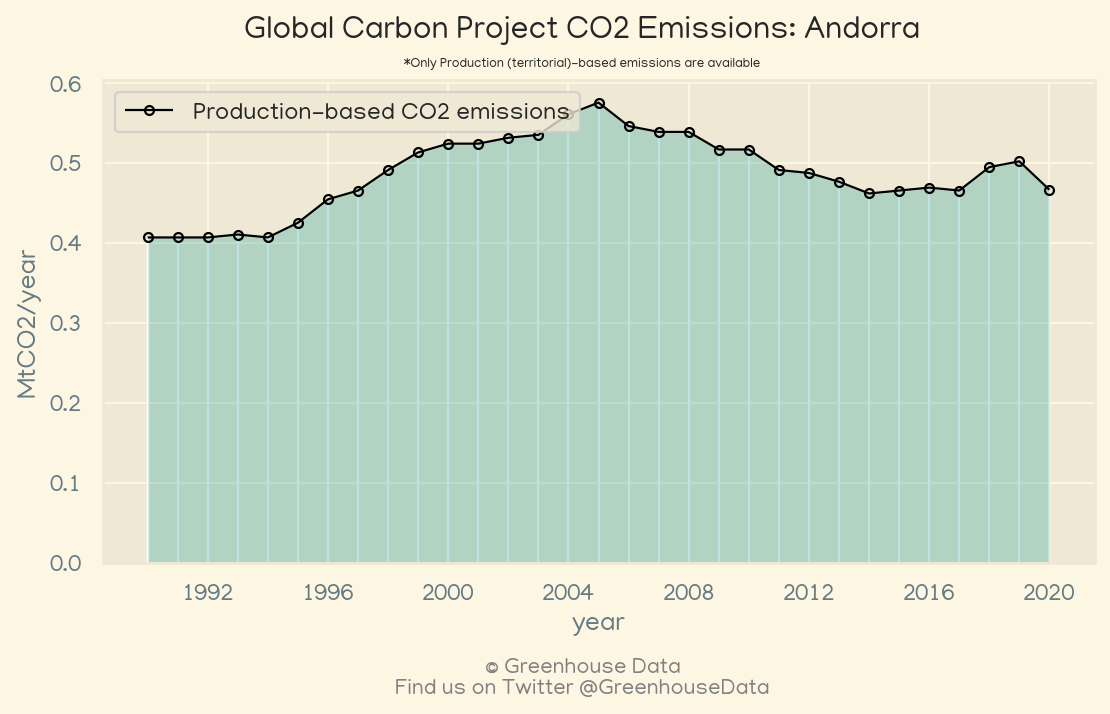 Global Carbon Project CO2 Emissions: Andorra
*Only Production (territorial)-based emissions are available
Production-based CO2 emissions
MtCO2/year
0.6
0.5
0.4
0.3
0.2
0.1
0.0
1992 1996 2000 2004 2008 2012 2016 2020
year
© Greenhouse Data
Find us on Twitter @GreenhouseData